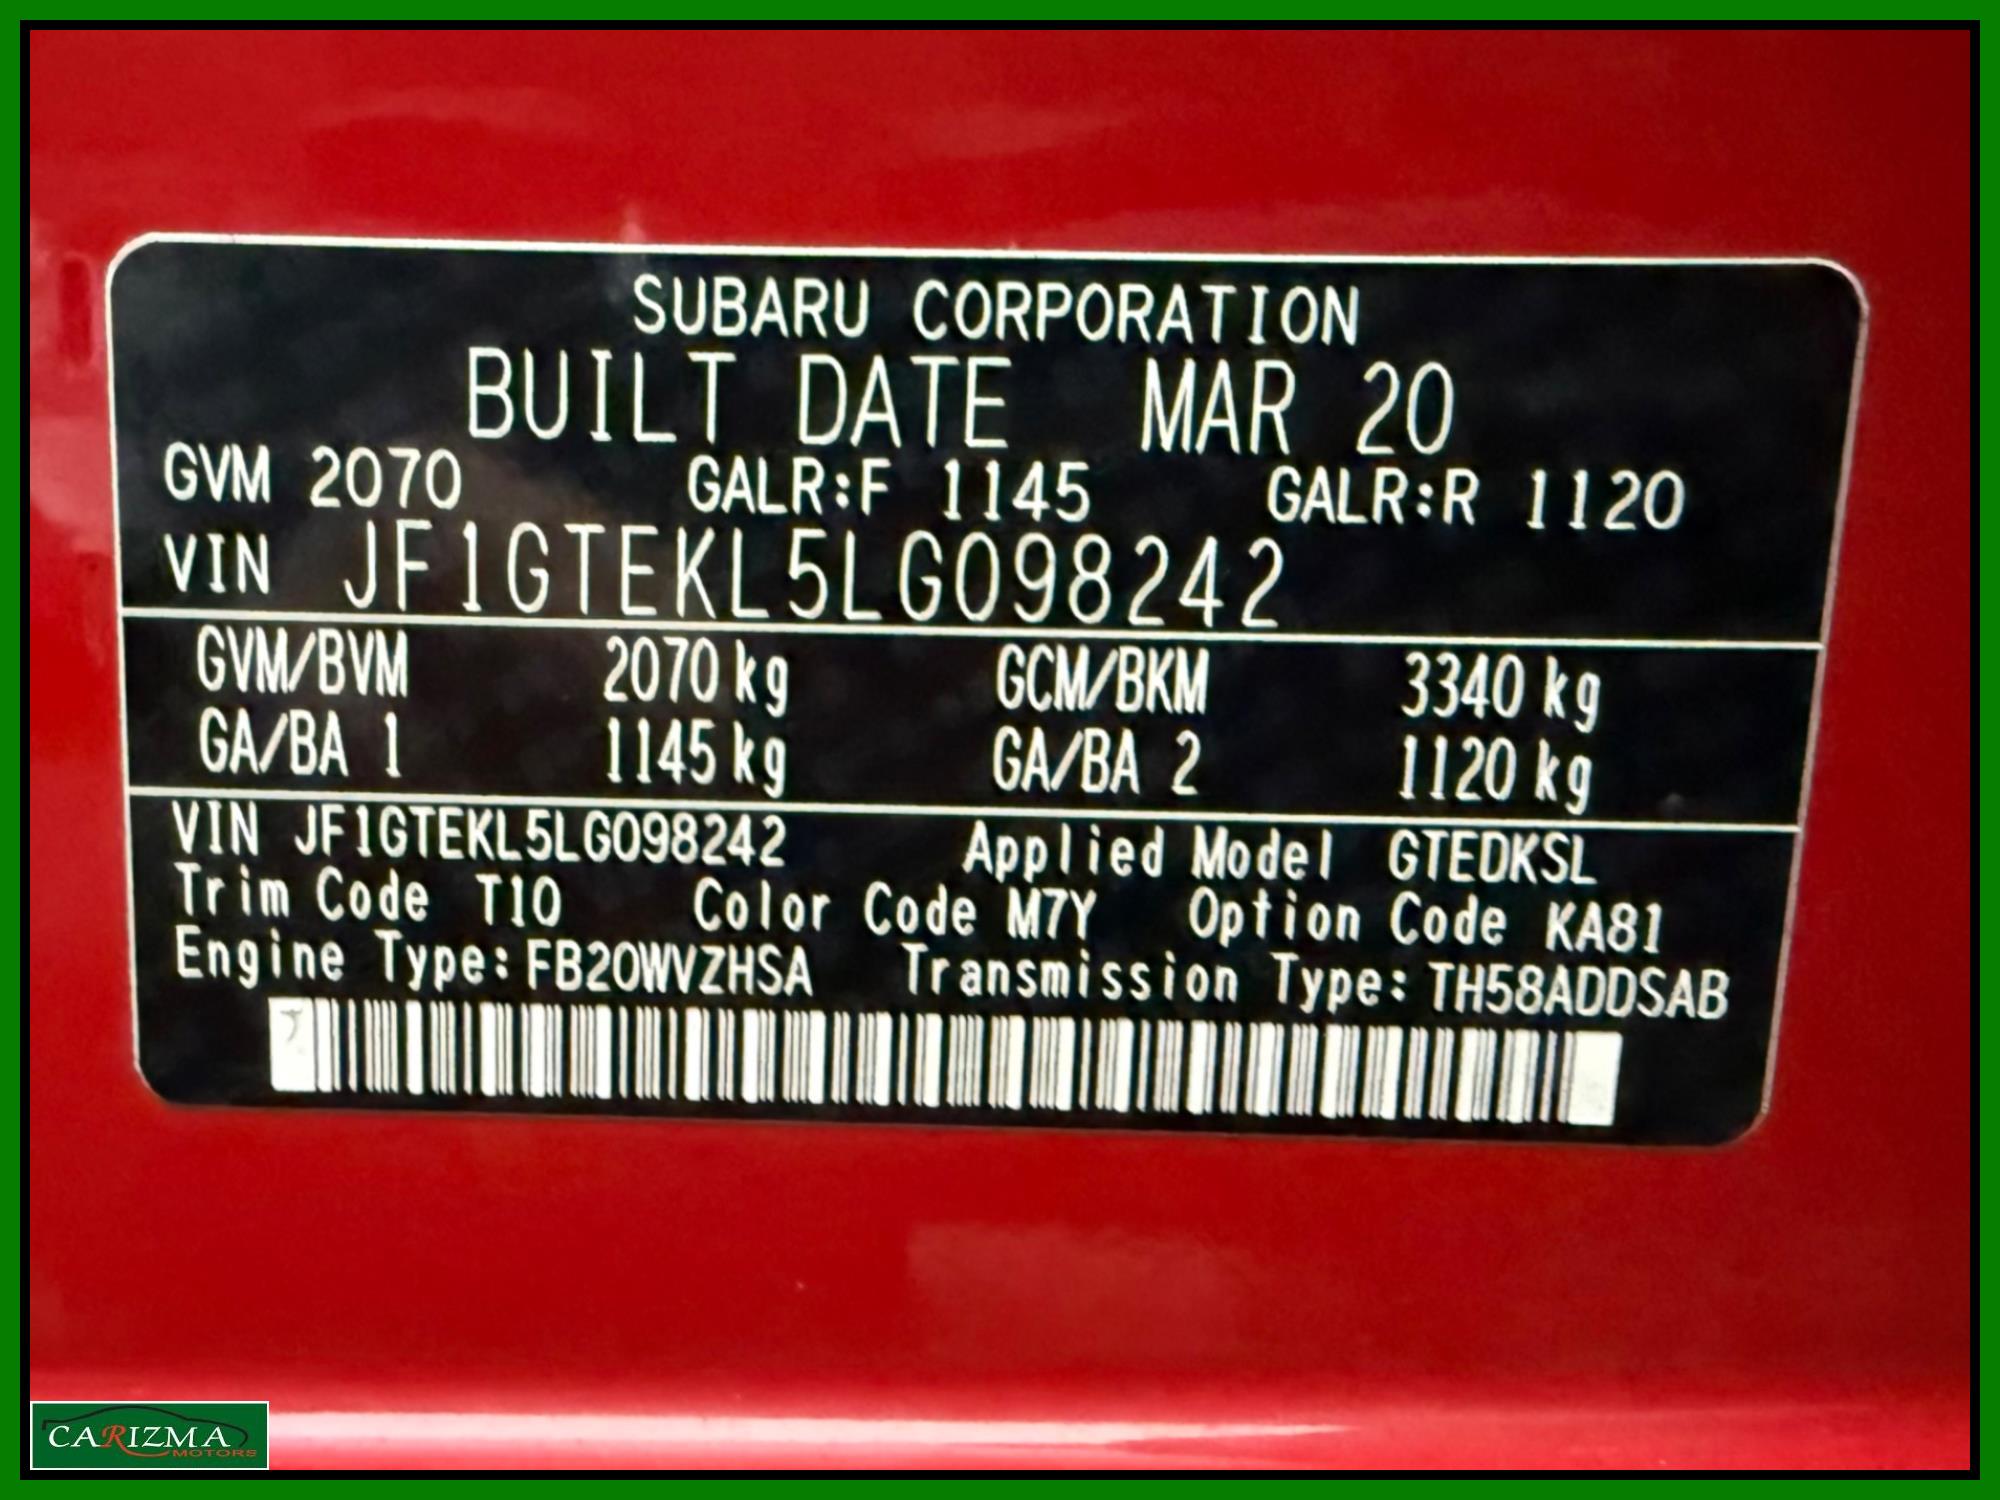 SUBARU CORPORATION
BUILT DATE MAR 20
GVM 2070 GALR:F 1145 GALR:R 1120
VIN JF1GTEKL5LG098242
GVM/BVM 2070 kg GCM/BKM 3340 kg
GA/BA 1 1145 kg GA/BA 2 1120 kg
VIN JF1GTEKL5LG098242 Applied Model GTEDKSL
Trim Code T10 Color Code M7Y Option Code KA81
Engine Type:FB20WVZHSA Transmission Type:TH58ADDSAB
CARIZMA
MOTORS